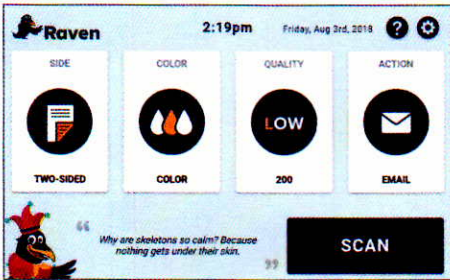 Raven
2:19pm
Friday, Aug 3rd, 2018
?
SIDE
COLOR
QUALITY
ACTION
LOW
TWO-SIDED
COLOR
200
EMAIL
“
Why are skeletons so calm? Because
nothing gets under their skin.
”
SCAN